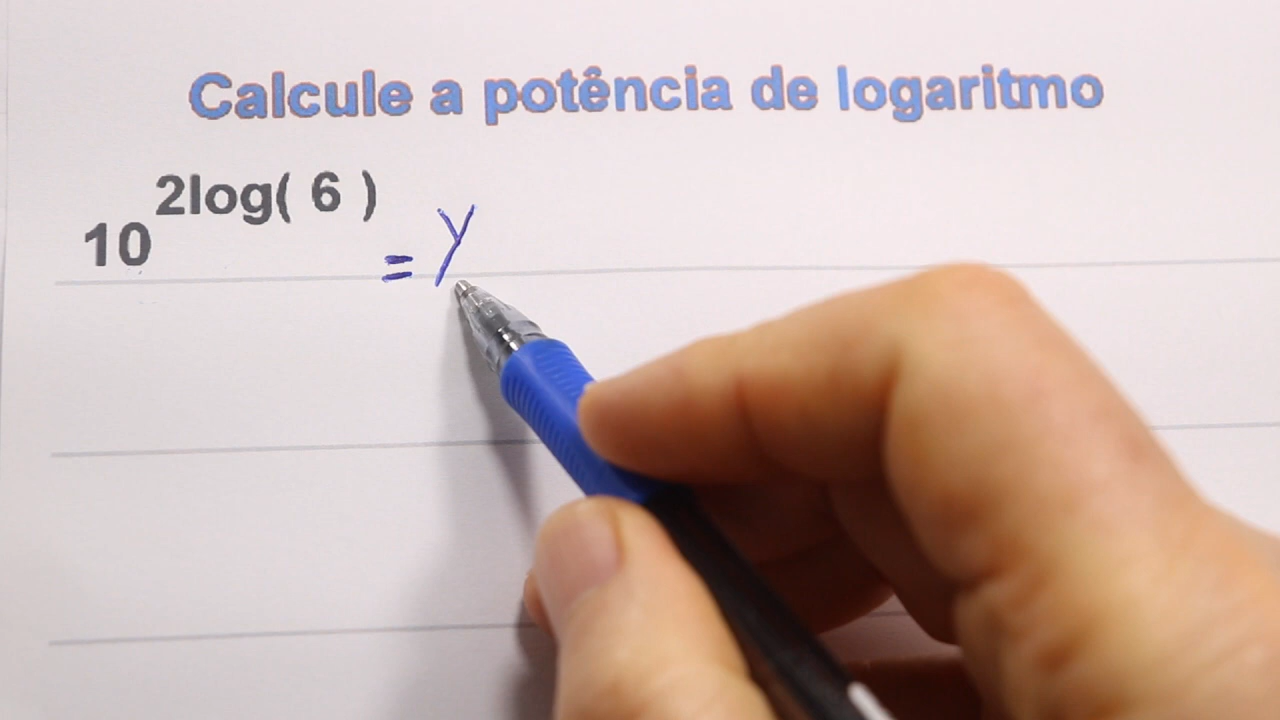 Calcule a potência de logaritmo
10^2log( 6 ) = y